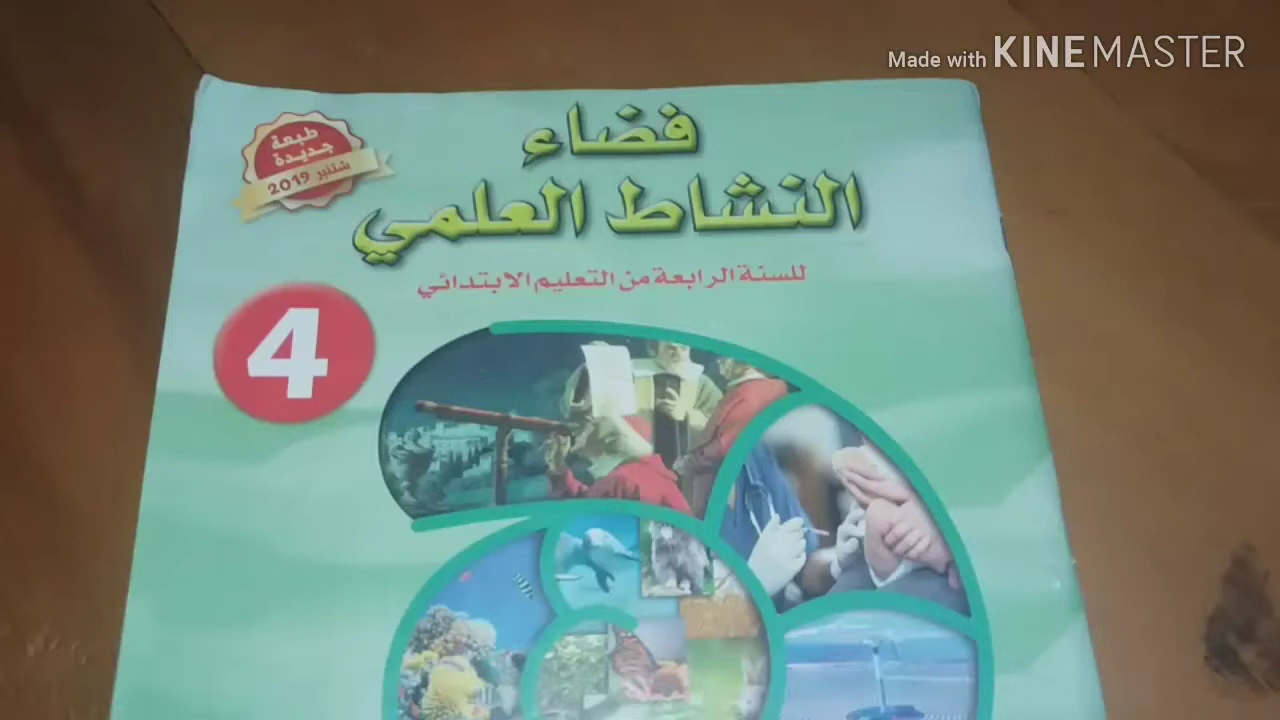 Made with KINEMASTER
فضاء
النشاط العلمي
طبعة
جديدة
شتنبر 2019
للسنة الرابعة من التعليم الابتدائي
4